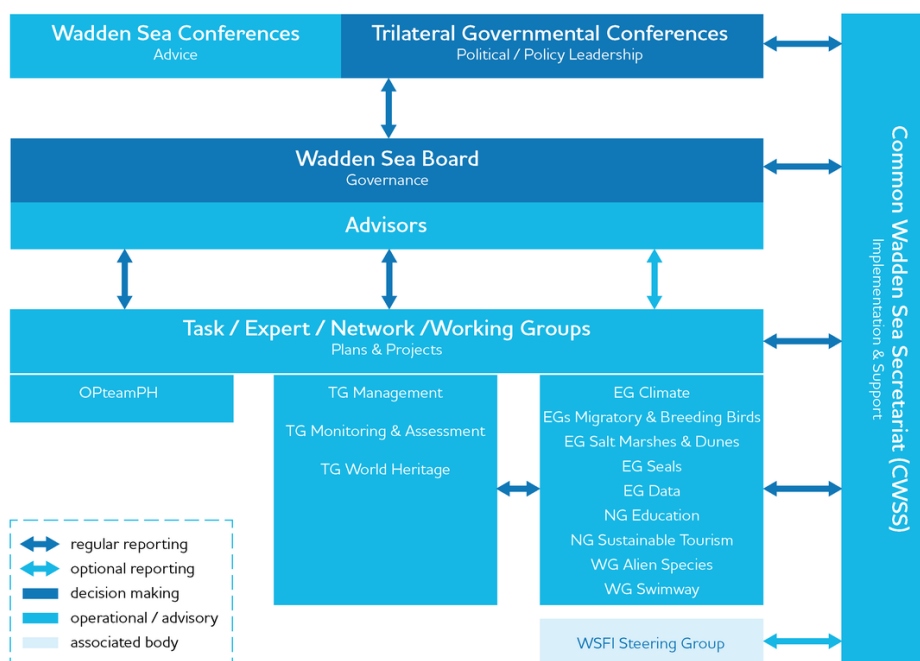 Wadden Sea Conferences
Advice
Trilateral Governmental Conferences
Political / Policy Leadership
Wadden Sea Board
Governance
Advisors
Task / Expert / Network /Working Groups
Plans & Projects
OPteamPH
TG Management
TG Monitoring & Assessment
TG World Heritage
EG Climate
EGs Migratory & Breeding Birds
EG Salt Marshes & Dunes
EG Seals
EG Data
NG Education
NG Sustainable Tourism
WG Alien Species
WG Swimway
WSFI Steering Group
Common Wadden Sea Secretariat (CWSS)
Implementation & Support
regular reporting
optional reporting
decision making
operational / advisory
associated body